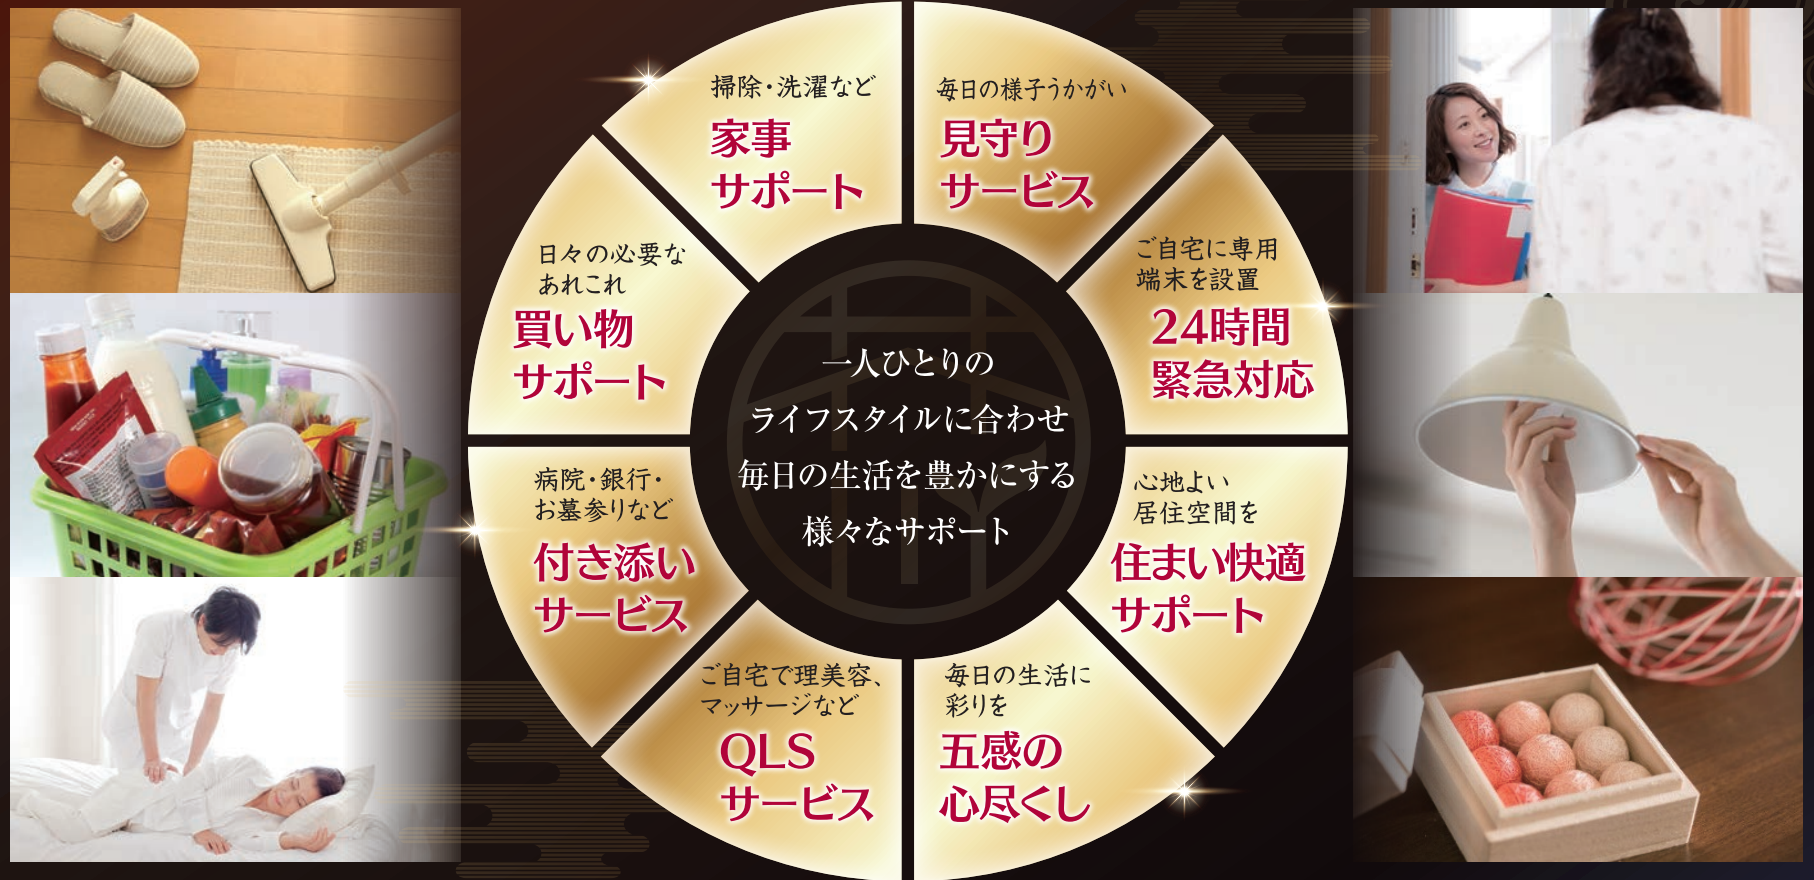 掃除・洗濯など
家事
サポート
毎日の様子うかがい
見守り
サービス
ご自宅に専用
端末を設置
24時間
緊急対応
心地よい
居住空間を
住まい快適
サポート
毎日の生活に
彩りを
五感の
心尽くし
ご自宅で理美容、
マッサージなど
QLS
サービス
病院・銀行・
お墓参りなど
付き添い
サービス
日々の必要な
あれこれ
買い物
サポート
一人ひとりの
ライフスタイルに合わせ
毎日の生活を豊かにする
様々なサポート